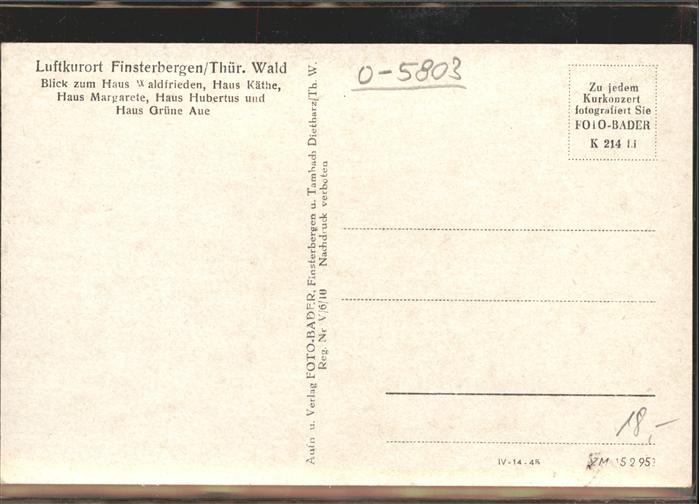 Luftkurort Finsterbergen/Thür. Wald
Blick zum Haus Waldfrieden, Haus Käthe,
Haus Margarete, Haus Hubertus und
Haus Grüne Aue
Aufn u. Verlag FOTO-BADER, Finsterbergen u. Tambach Dietharz/Th. W.
Reg. Nr V/6/10 Nachdruck verboten
0-5803
Zu jedem
Kurkonzert
fotografiert Sie
FOTO-BADER
K 214 Li
18,-
IV-14-48